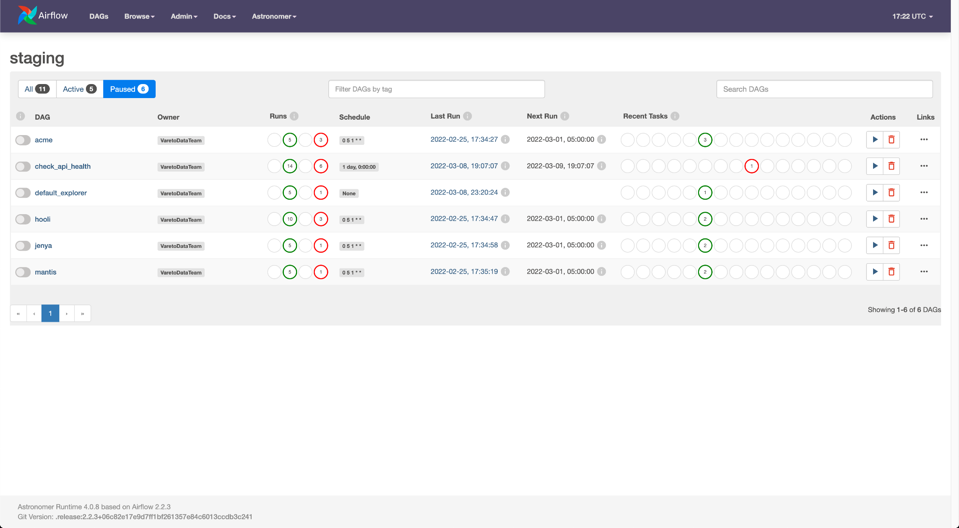 Airflow DAGs Browse Admin Docs Astronomer 17:22 UTC
staging
All 11 Active 5 Paused 6 Filter DAGs by tag Search DAGs
i DAG Owner Runs i Schedule Last Run i Next Run i Recent Tasks i Actions Links
acme VaretoDataTeam 3 0 5 1 * * 2022-02-25, 17:34:27 i 2022-03-01, 05:00:00 i 3
check_api_health VaretoDataTeam 14 1 day, 0:00:00 2022-03-08, 19:07:07 i 2022-03-09, 19:07:07 i 1
default_explorer VaretoDataTeam 5 1 None 2022-03-08, 23:20:24 i 1
hooli VaretoDataTeam 10 3 0 5 1 * * 2022-02-25, 17:34:47 i 2022-03-01, 05:00:00 i 2
jenya VaretoDataTeam 1 0 5 1 * * 2022-02-25, 17:34:58 i 2022-03-01, 05:00:00 i 2
mantis VaretoDataTeam 5 1 0 5 1 * * 2022-02-25, 17:35:19 i 2022-03-01, 05:00:00 i 2
« ‹ 1 › » Showing 1-6 of 6 DAGs
Astronomer Runtime 4.0.8 based on Airflow 2.2.3
Git Version: .release:2.2.3+06c82e17e9d7ff1bf261357e84c6013ccdb3c241